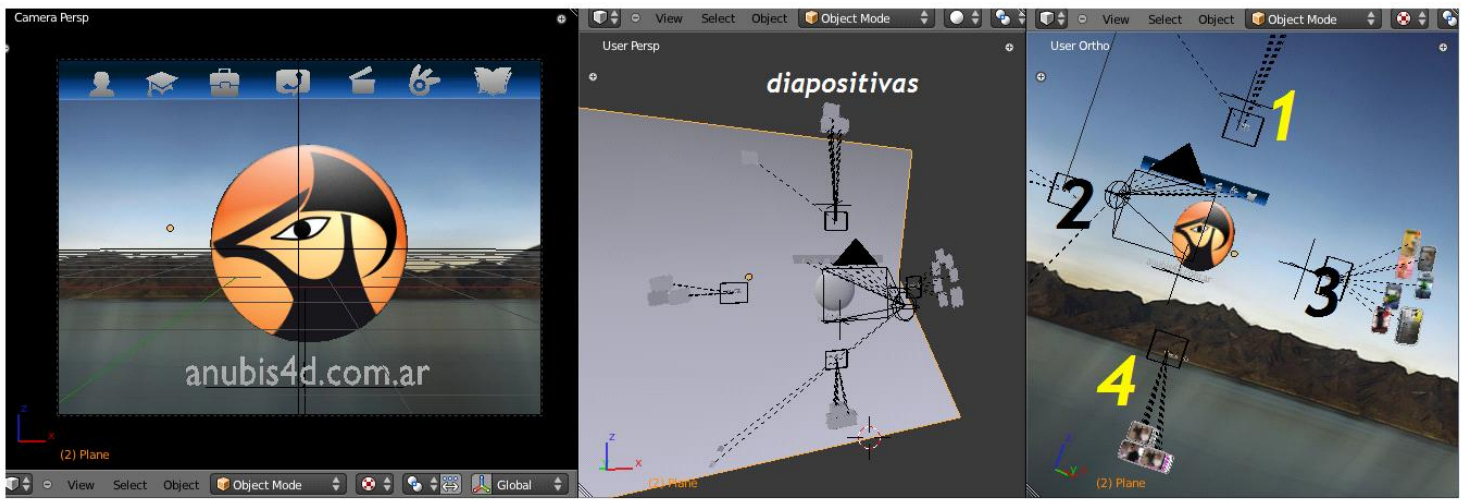 Camera Persp
anubis4d.com.ar
z
x
(2) Plane
View Select Object Object Mode Global
View Select Object Object Mode
User Persp
diapositivas
z
x
(2) Plane
View Select Object Object Mode
User Ortho
1
2
3
4
z
y
(2) Plane